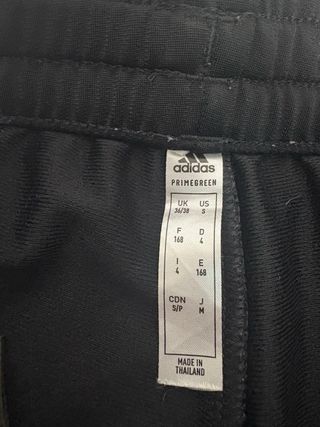 adidas
PRIMEGREEN
UK US
36/38 S
F D
168 4
I E
4 168
CDN J
S/P M
MADE IN
THAILAND